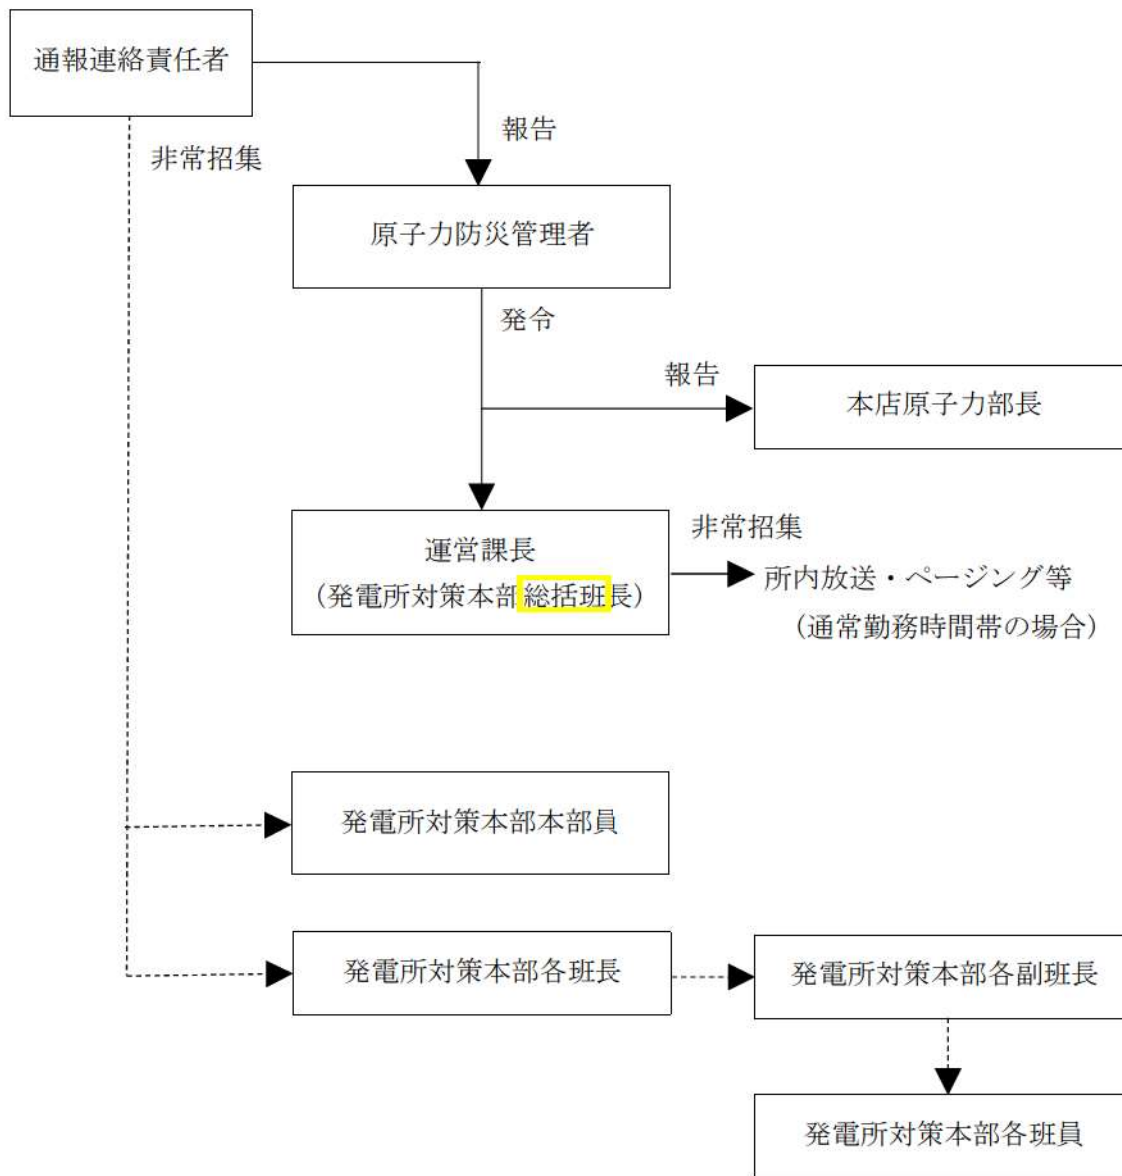 通報連絡責任者
報告
非常招集
原子力防災管理者
発令
報告
本店原子力部長
運営課長
(発電所対策本部総括班長)
非常招集
所内放送・ページング等
(通常勤務時間帯の場合)
発電所対策本部本部員
発電所対策本部各班長
発電所対策本部各副班長
発電所対策本部各班員